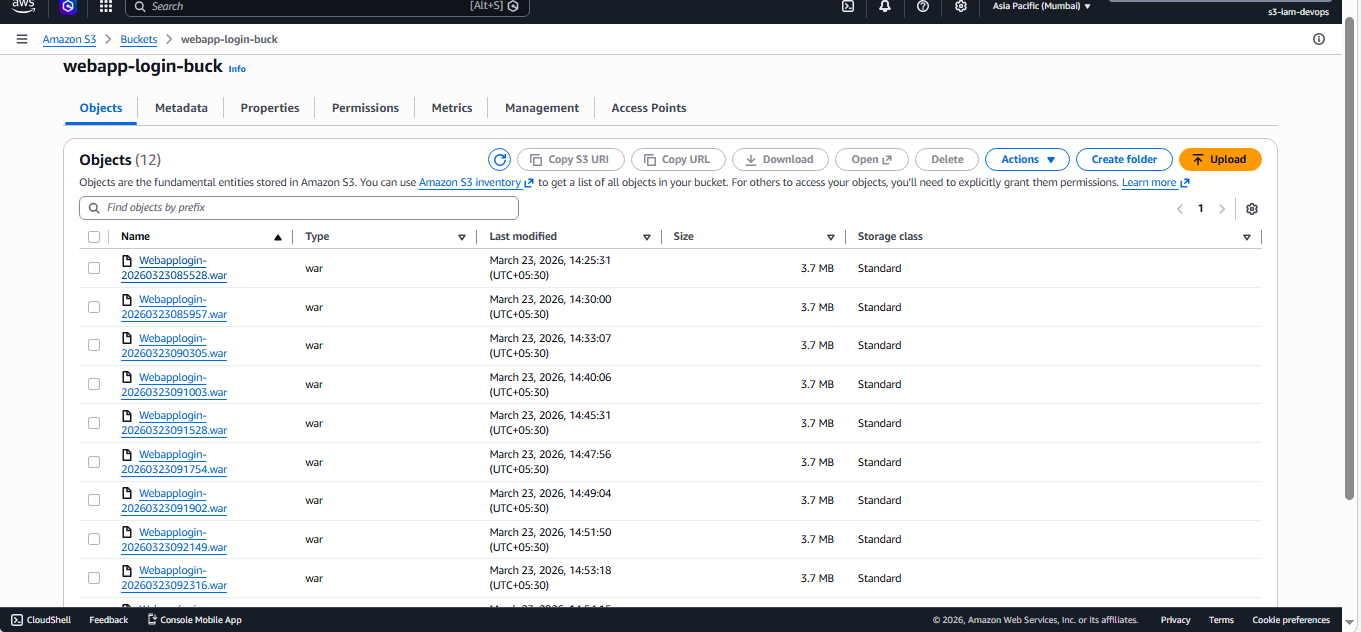 aws
Search [Alt+S] Asia Pacific (Mumbai) ▼
s3-iam-devops
Amazon S3 > Buckets > webapp-login-buck
webapp-login-buck Info
Objects Metadata Properties Permissions Metrics Management Access Points
Objects (12) Copy S3 URI Copy URL Download Open Delete Actions ▼ Create folder Upload
Objects are the fundamental entities stored in Amazon S3. You can use Amazon S3 inventory to get a list of all objects in your bucket. For others to access your objects, you'll need to explicitly grant them permissions. Learn more
Find objects by prefix
1
Name Type Last modified Size Storage class
Webapplogin-20260323085528.war war March 23, 2026, 14:25:31 (UTC+05:30) 3.7 MB Standard
Webapplogin-20260323085957.war war March 23, 2026, 14:30:00 (UTC+05:30) 3.7 MB Standard
Webapplogin-20260323090305.war war March 23, 2026, 14:33:07 (UTC+05:30) 3.7 MB Standard
Webapplogin-20260323091003.war war March 23, 2026, 14:40:06 (UTC+05:30) 3.7 MB Standard
Webapplogin-20260323091528.war war March 23, 2026, 14:45:31 (UTC+05:30) 3.7 MB Standard
Webapplogin-20260323091754.war war March 23, 2026, 14:47:56 (UTC+05:30) 3.7 MB Standard
Webapplogin-20260323091902.war war March 23, 2026, 14:49:04 (UTC+05:30) 3.7 MB Standard
Webapplogin-20260323092149.war war March 23, 2026, 14:51:50 (UTC+05:30) 3.7 MB Standard
Webapplogin-20260323092316.war war March 23, 2026, 14:53:18 (UTC+05:30) 3.7 MB Standard
CloudShell Feedback Console Mobile App © 2026, Amazon Web Services, Inc. or its affiliates. Privacy Terms Cookie preferences